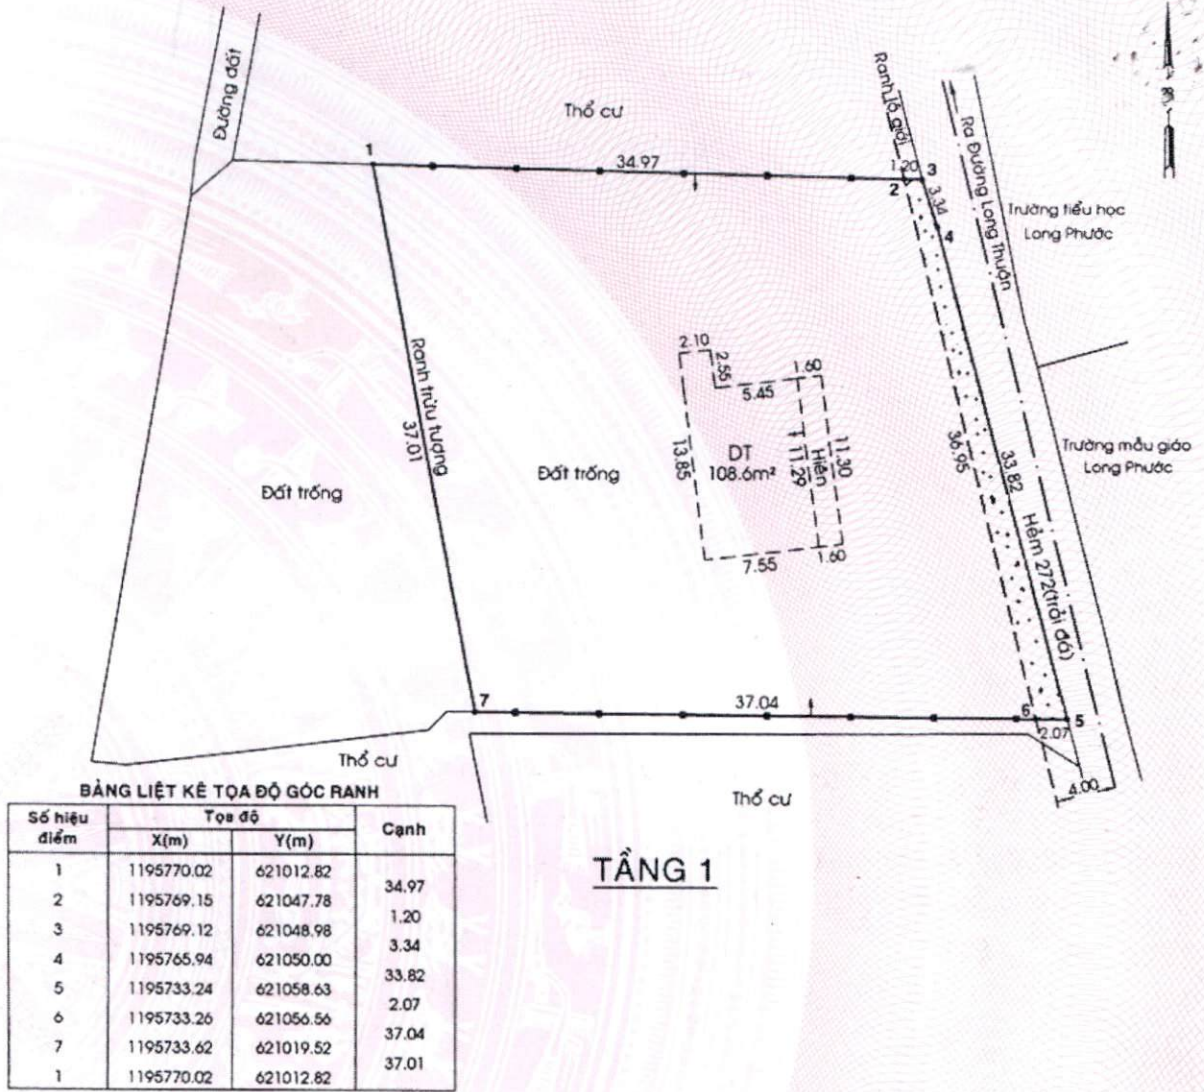 Đường đất
Thổ cư
Ranh lộ giới
Ra Đường Long Thuận
1
34.97
1.20
3
2
3.34
4
Trường tiểu học
Long Phước
Ranh trừu tượng
37.01
2.10
2.55
1.60
5.45
13.85
DT
108.6m²
11.29
Hiên
11.30
7.55
1.60
Đất trống
Đất trống
36.95
33.82
Hẻm 272(trải đá)
Trường mẫu giáo
Long Phước
7
37.04
6
5
2.07
4.00
Thổ cư
Thổ cư
TẦNG 1
BẢNG LIỆT KÊ TỌA ĐỘ GÓC RANH
Số hiệu điểm Tọa độ Cạnh
X(m) Y(m)
1 1195770.02 621012.82
34.97
2 1195769.15 621047.78
1.20
3 1195769.12 621048.98
3.34
4 1195765.94 621050.00
33.82
5 1195733.24 621058.63
2.07
6 1195733.26 621056.56
37.04
7 1195733.62 621019.52
37.01
1 1195770.02 621012.82